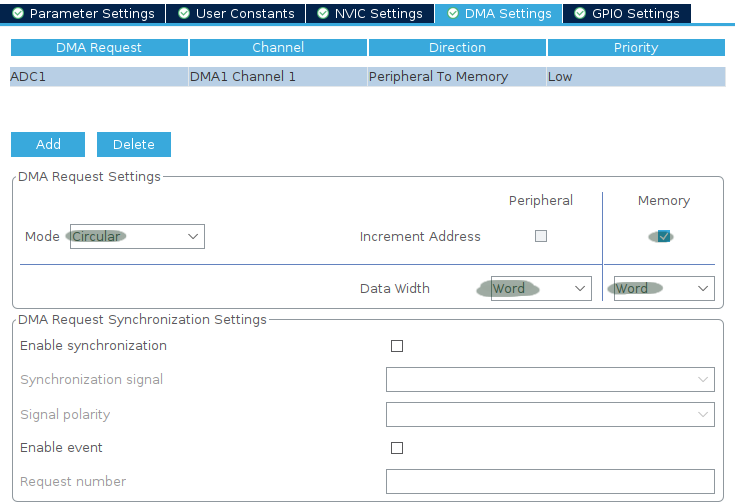 Parameter Settings User Constants NVIC Settings DMA Settings GPIO Settings
DMA Request Channel Direction Priority
ADC1 DMA1 Channel 1 Peripheral To Memory Low
Add Delete
DMA Request Settings
Peripheral Memory
Mode Circular Increment Address
Data Width Word Word
DMA Request Synchronization Settings
Enable synchronization
Synchronization signal
Signal polarity
Enable event
Request number